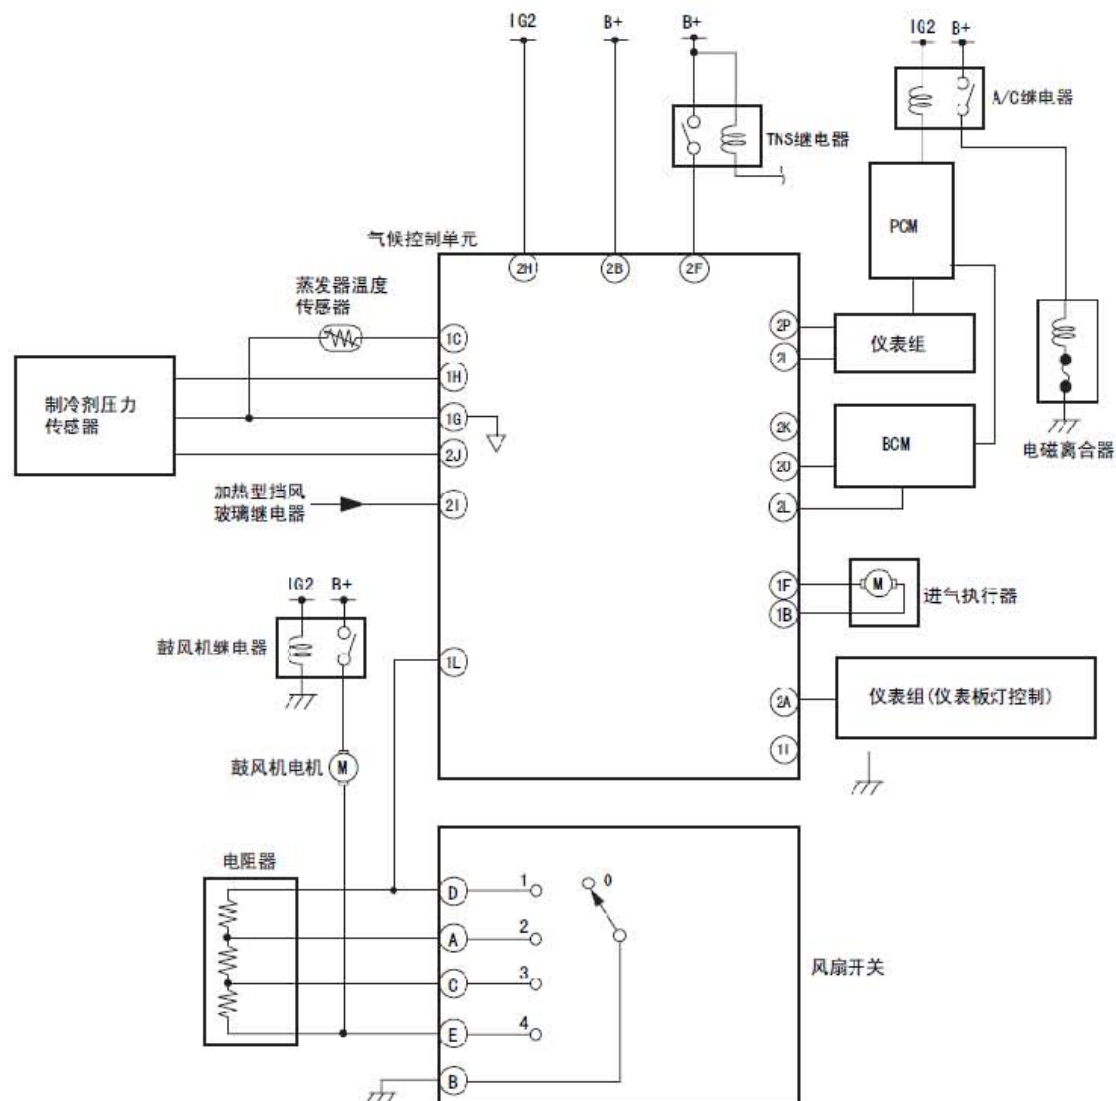 IG2
B+
B+
IG2
B+
A/C继电器
TNS继电器
PCM
气候控制单元
2H
2B
2F
蒸发器温度
传感器
1C
2P
仪表组
2I
1H
制冷剂压力
传感器
1G
2K
BCM
电磁离合器
2J
2O
加热型挡风
玻璃继电器
2I
2L
IG2
B+
1F
M
进气执行器
1B
鼓风机继电器
1L
2A
仪表组(仪表板灯控制)
1I
鼓风机电机
M
电阻器
D
1
0
A
2
风扇开关
C
3
E
4
B